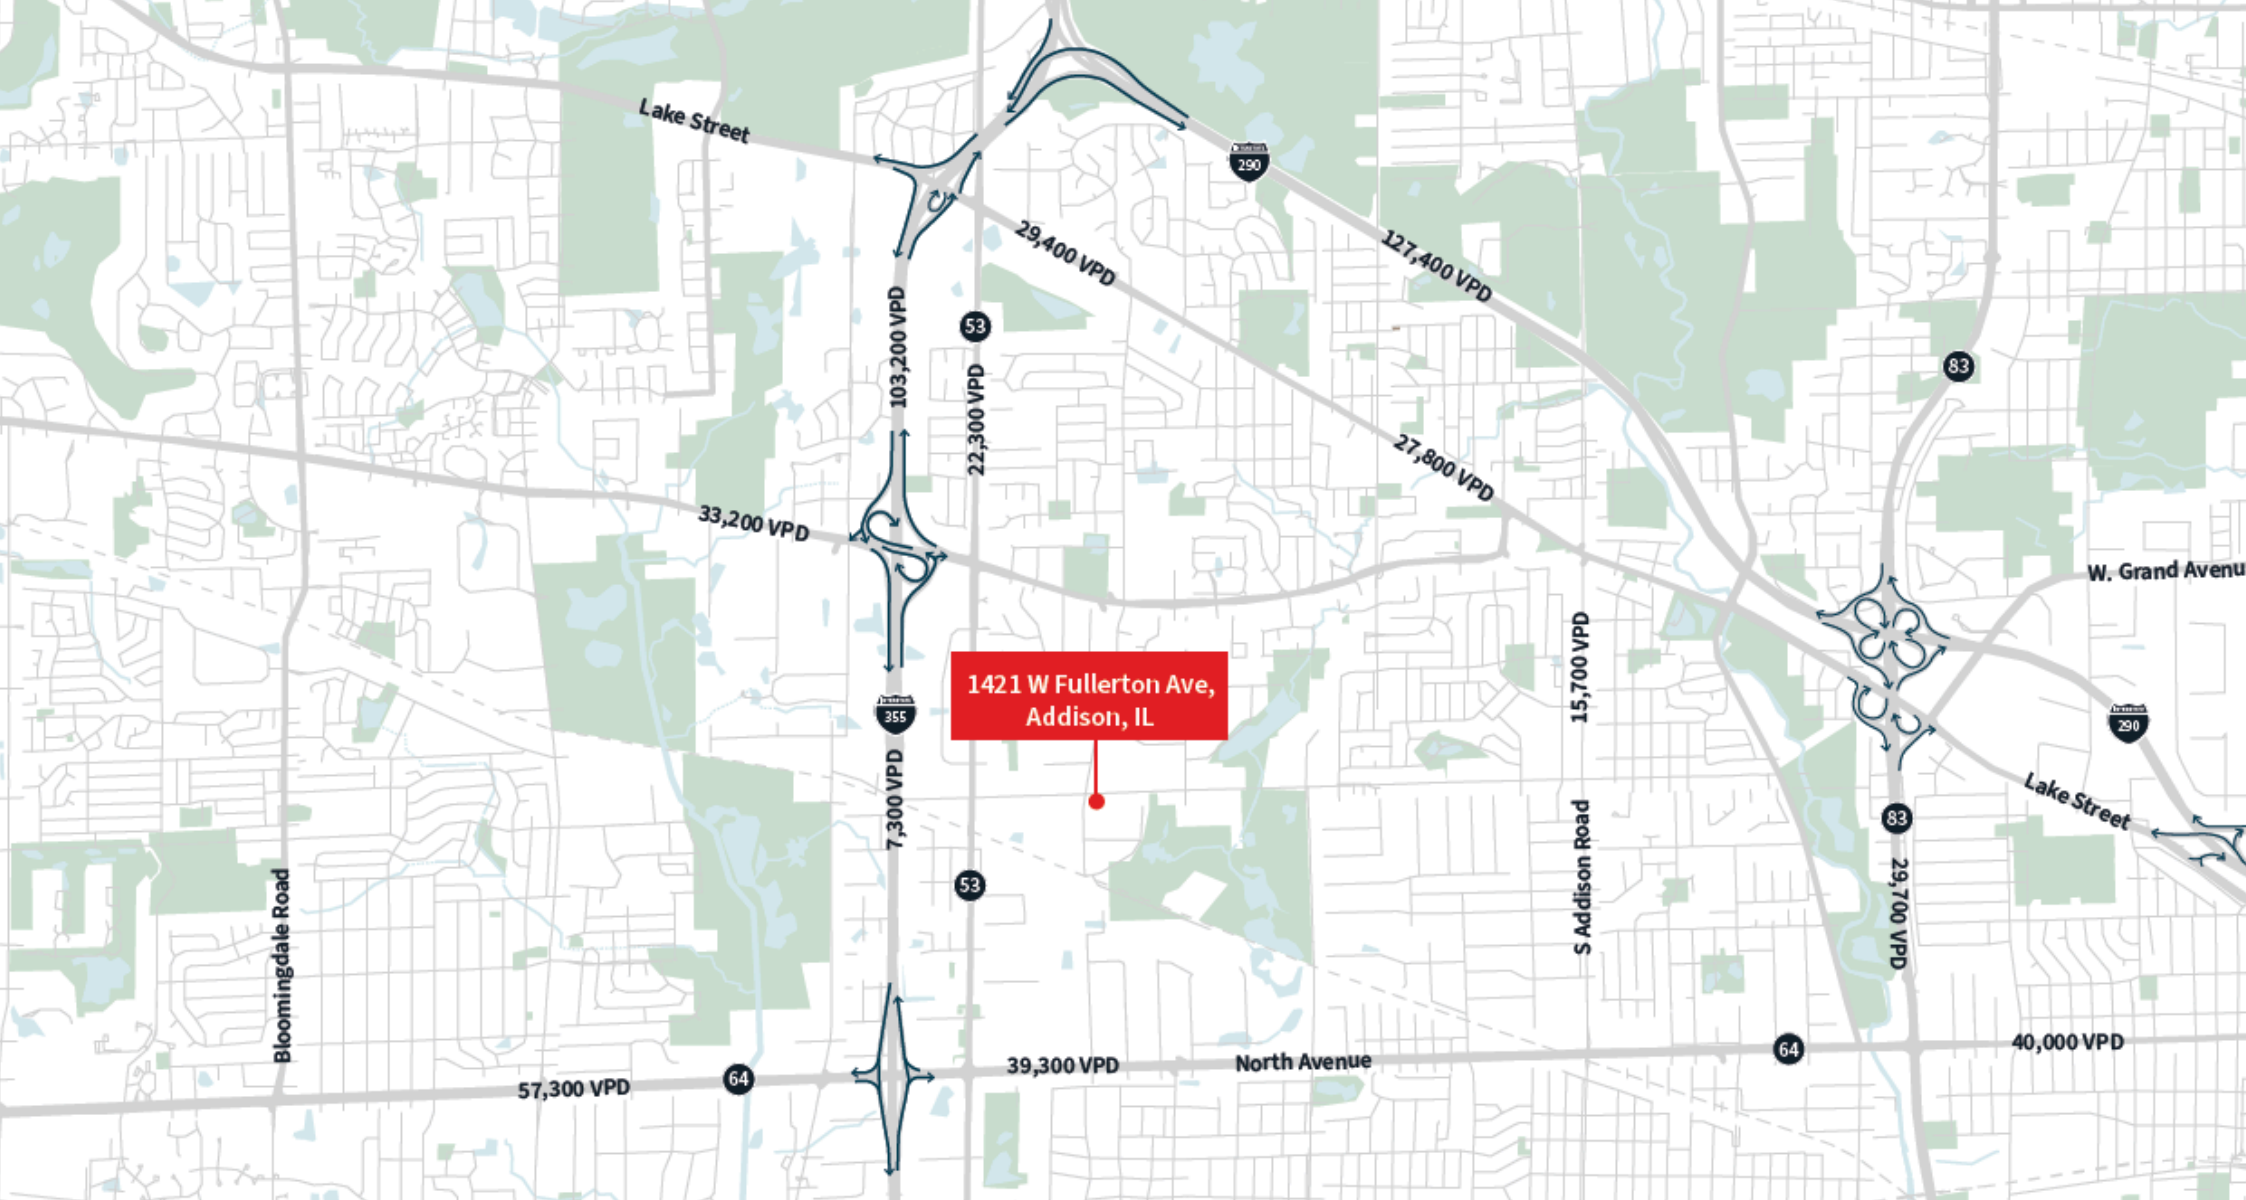 Lake Street
290
29,400 VPD
127,400 VPD
103,200 VPD
53
22,300 VPD
83
27,800 VPD
33,200 VPD
W. Grand Avenu
1421 W Fullerton Ave,
Addison, IL
15,700 VPD
355
290
7,300 VPD
Lake Street
83
S Addison Road
53
29,700 VPD
Bloomingdale Road
64
40,000 VPD
39,300 VPD
North Avenue
64
57,300 VPD